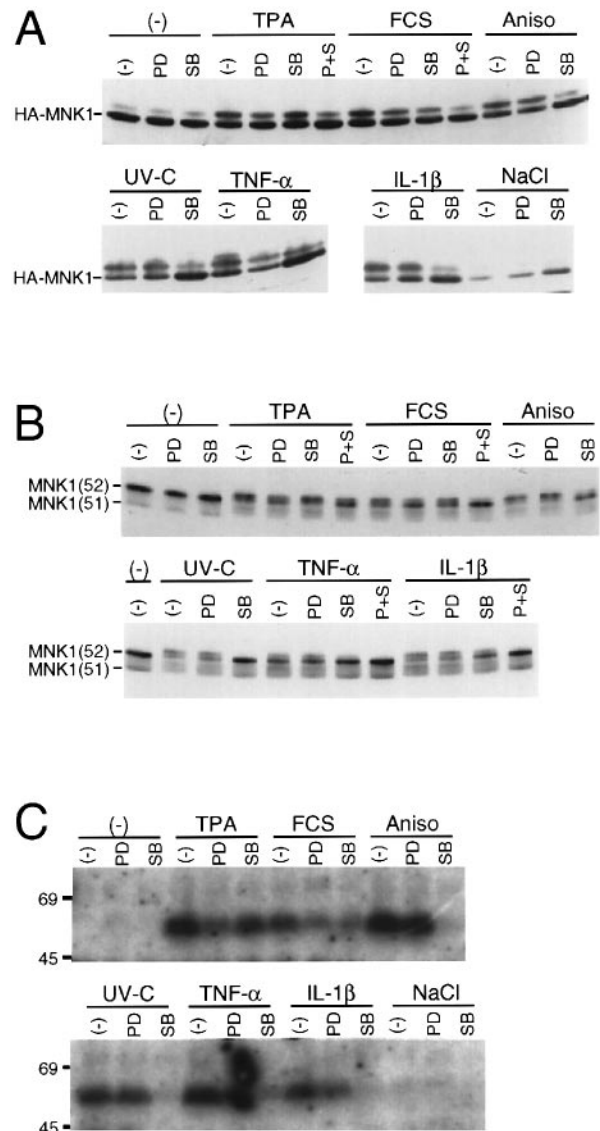 A
(-) TPA FCS Aniso
(-) PD SB (-) PD SB P+S (-) PD SB P+S (-) PD SB
HA-MNK1
UV-C TNF-α IL-1β NaCl
(-) PD SB (-) PD SB (-) PD SB (-) PD SB
HA-MNK1
B
(-) TPA FCS Aniso
(-) PD SB (-) PD SB P+S (-) PD SB P+S (-) PD SB
MNK1(52)
MNK1(51)
(-) UV-C TNF-α IL-1β
(-) (-) PD SB (-) PD SB P+S (-) PD SB P+S
MNK1(52)
MNK1(51)
C
(-) TPA FCS Aniso
(-) PD SB (-) PD SB (-) PD SB (-) PD SB
69
45
UV-C TNF-α IL-1β NaCl
(-) PD SB (-) PD SB (-) PD SB (-) PD SB
69
45